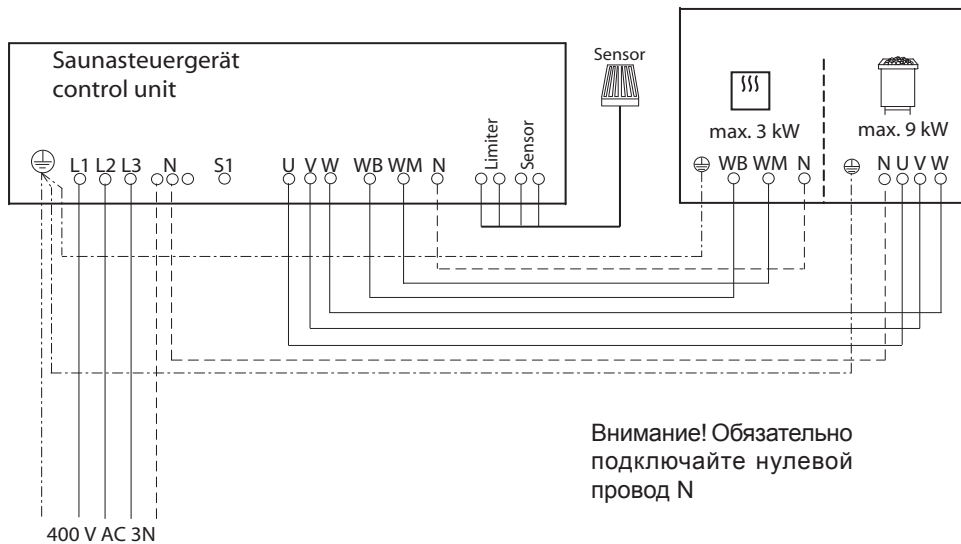 Saunasteuergerät
control unit
Sensor
max. 3 kW
max. 9 kW
L1 L2 L3 N S1 U V W WB WM N Limiter Sensor
WB WM N
N U V W
Внимание! Обязательно
подключайте нулевой
провод N
400 V AC 3N